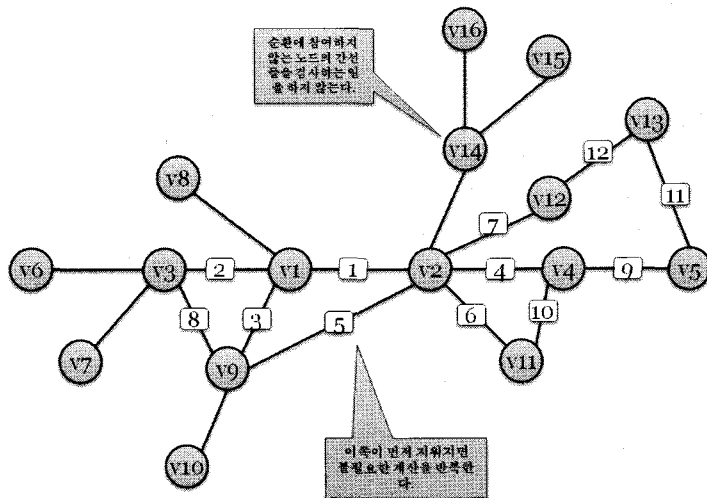 v16
순환에 참여하지
않는 노드의 간선
들을 검사하는 일
을 하지 않는다.
v15
v14
v13
12
v8
v12
11
7
v6
v3
2
v1
1
v2
4
v4
9
v5
8
3
5
6
10
v7
v9
v11
v10
이쪽이 먼저 지워지면
불필요한 계산을 반복한
다